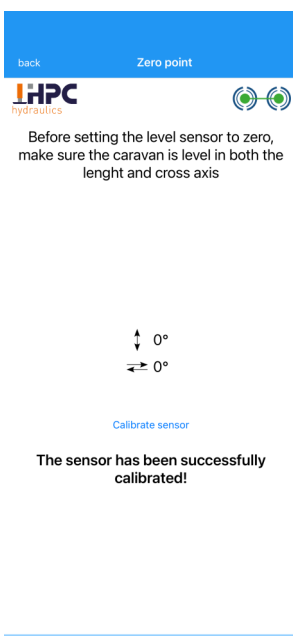 back
Zero point
HPC
hydraulics
Before setting the level sensor to zero,
make sure the caravan is level in both the
lenght and cross axis
0°
0°
Calibrate sensor
The sensor has been successfully
calibrated!